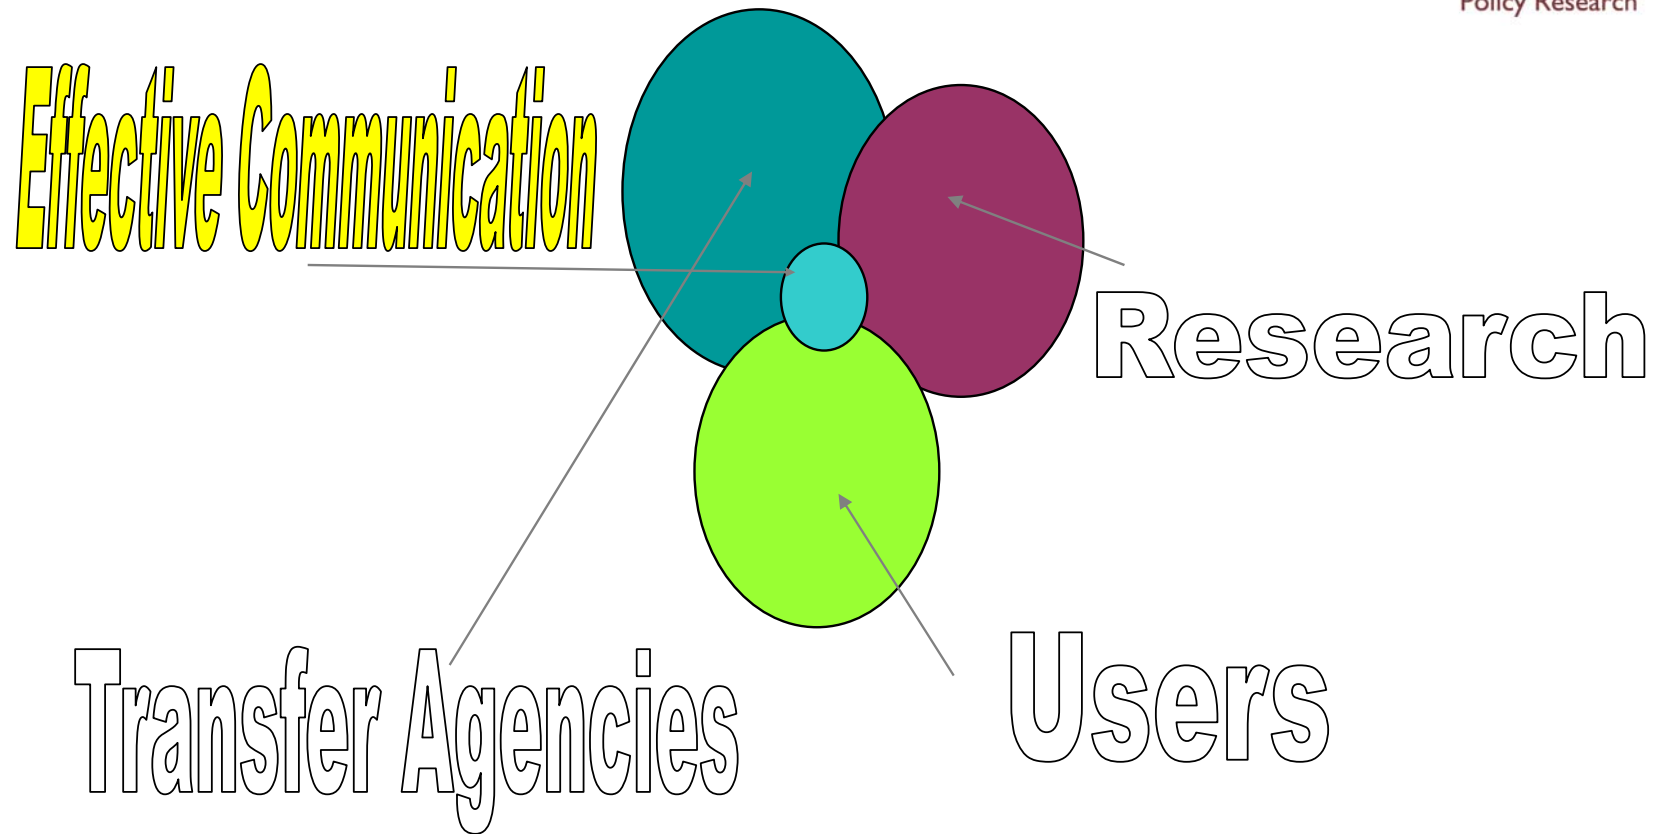 Policy Research
Effective Communication
Research
Transfer Agencies
Users